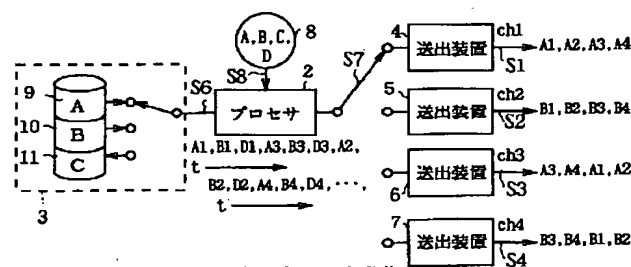 A,B,C,
D
8
S8
S7
4
送出装置
ch1
S1
A1, A2, A3, A4
9
A
10
B
11
C
3
S6
2
プロセッサ
5
送出装置
ch2
S2
B1, B2, B3, B4
A1, B1, D1, A3, B3, D3, A2,
t
B2, D2, A4, B4, D4, ・・・,
t
6
送出装置
ch3
S3
A3, A4, A1, A2
7
送出装置
ch4
S4
B3, B4, B1, B2